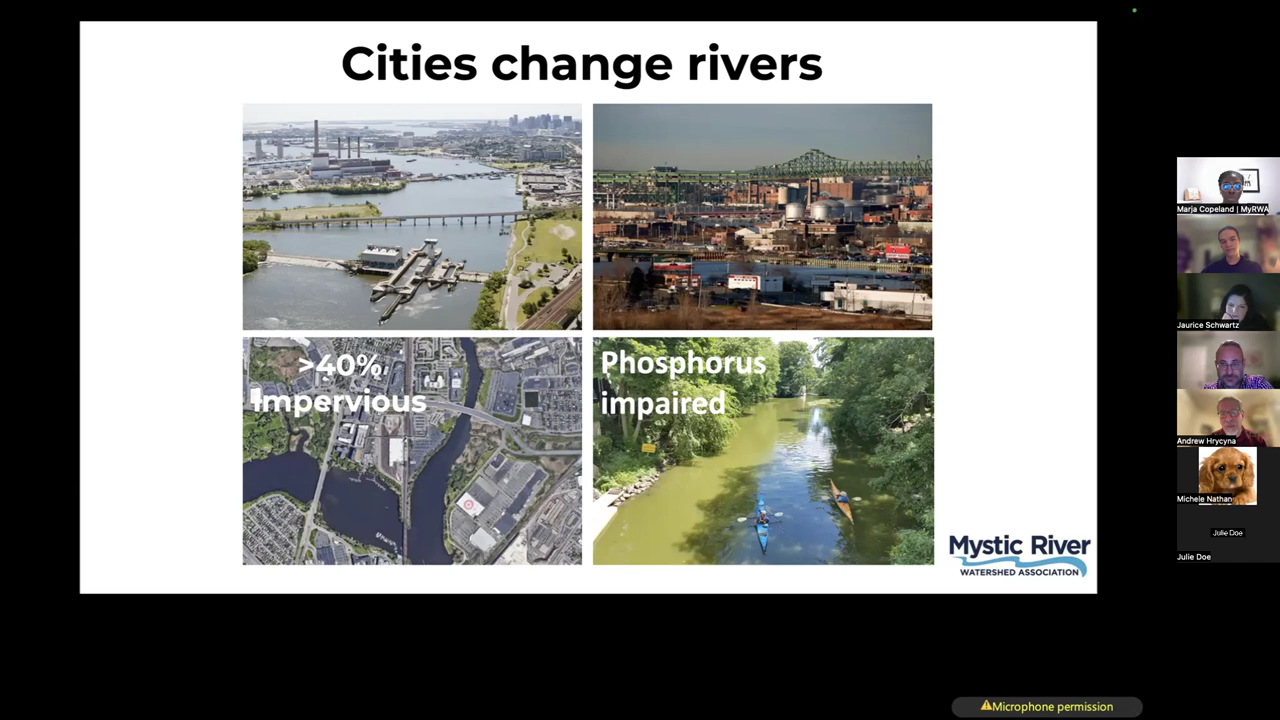 Cities change rivers
>40%
impervious
Phosphorus
impaired
Mystic River
WATERSHED ASSOCIATION
Marja Copeland | MyRWA
Jaurice Schwartz
Andrew Hrycyna
Michele Nathan
Julie Doe
Julie Doe
Microphone permission